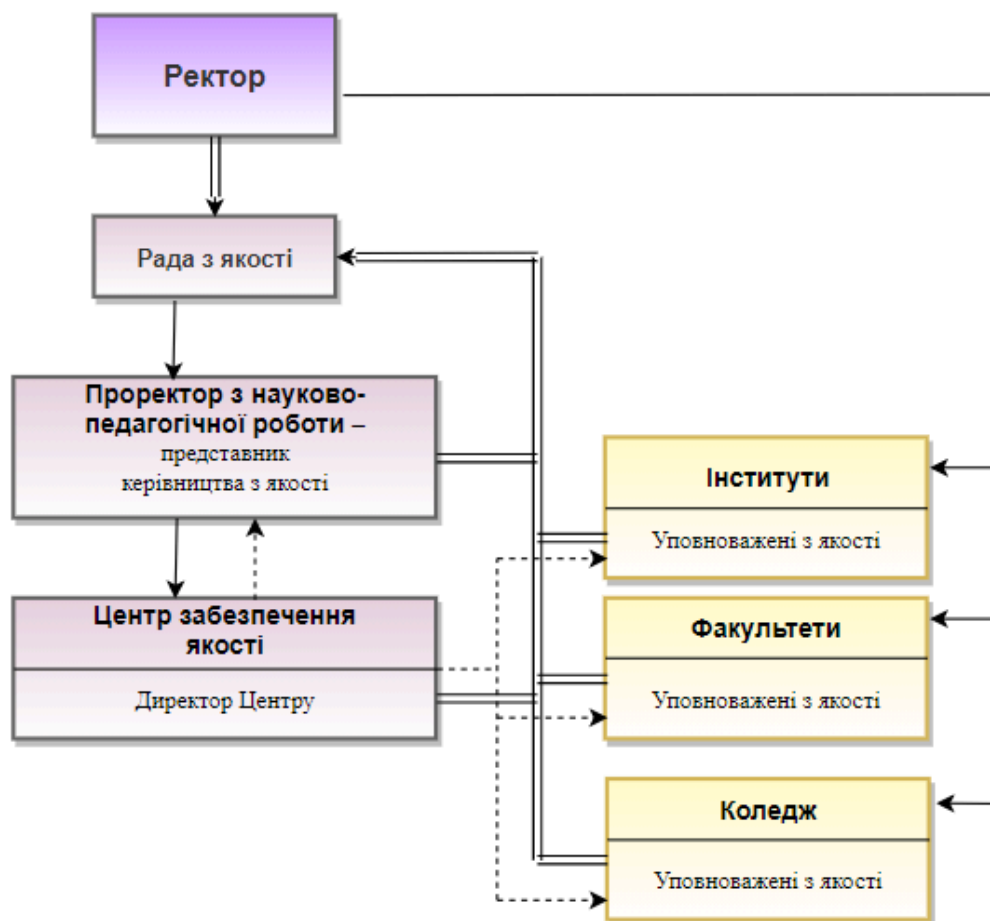 Ректор
Рада з якості
Проректор з науково-
педагогічної роботи –
представник
керівництва з якості
Центр забезпечення
якості
Директор Центру
Інститути
Уповноважені з якості
Факультети
Уповноважені з якості
Коледж
Уповноважені з якості